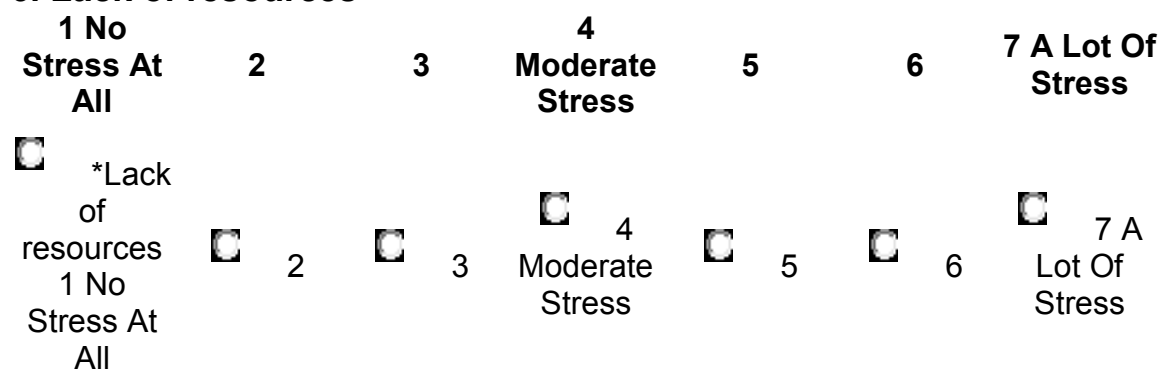 1 No
Stress At
All
2
3
4
Moderate
Stress
5
6
7 A Lot Of
Stress
*Lack
of
resources
1 No
Stress At
All
2
3
4
Moderate
Stress
5
6
7 A
Lot Of
Stress